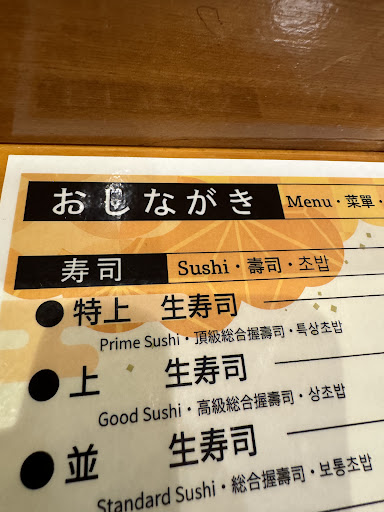 おしながき Menu・菜單・
寿司 Sushi・壽司・초밥
●特上 生寿司
Prime Sushi・頂級総合握壽司・특상초밥
●上 生寿司
Good Sushi・高級総合握壽司・상초밥
●並 生寿司
Standard Sushi・総合握壽司・보통초밥